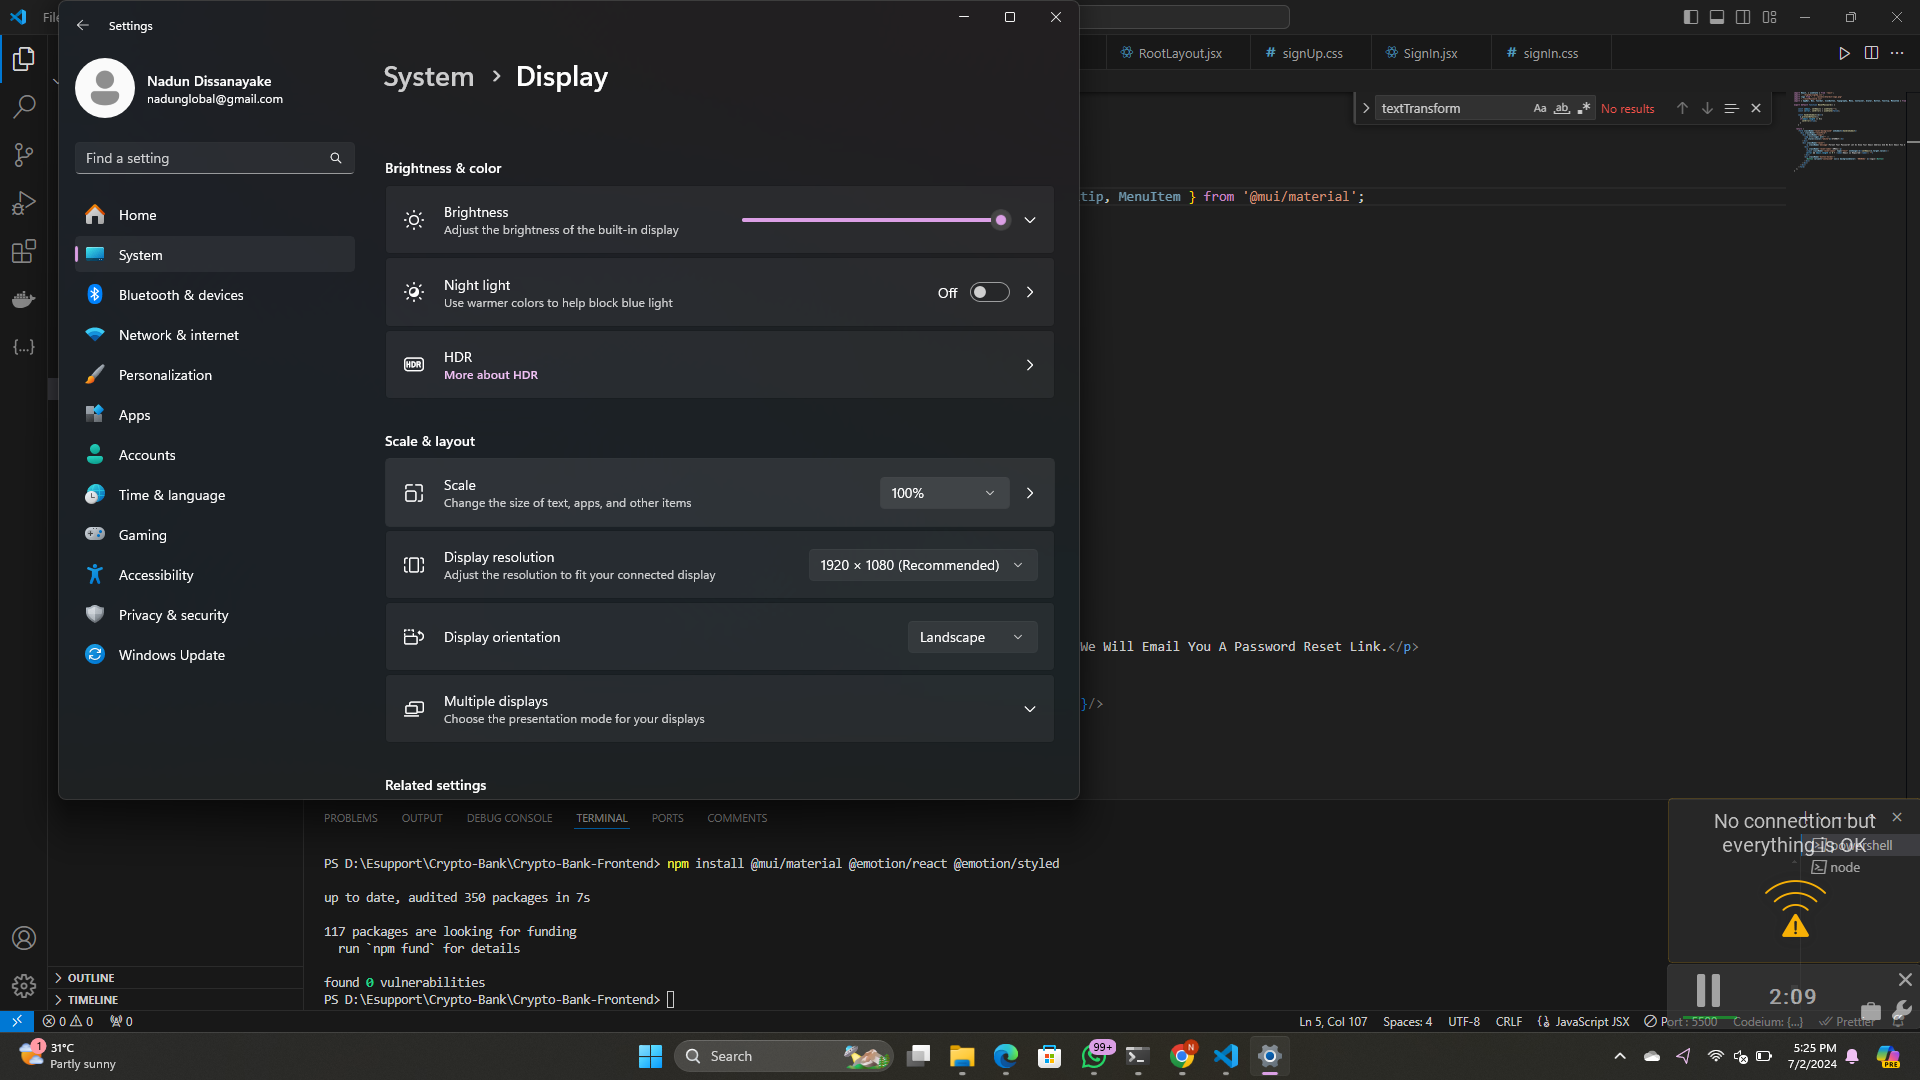 Settings
Nadun Dissanayake
nadunglobal@gmail.com
Find a setting
Home
System
Bluetooth & devices
Network & internet
Personalization
Apps
Accounts
Time & language
Gaming
Accessibility
Privacy & security
Windows Update
System > Display
Brightness & color
Brightness
Adjust the brightness of the built-in display
Night light
Use warmer colors to help block blue light
Off
HDR
HDR
More about HDR
Scale & layout
Scale
Change the size of text, apps, and other items
100%
Display resolution
Adjust the resolution to fit your connected display
1920 × 1080 (Recommended)
Display orientation
Landscape
Multiple displays
Choose the presentation mode for your displays
Related settings
RootLayout.jsx
# signUp.css
SignIn.jsx
# signIn.css
textTransform
Aa
ab
No results
tip, MenuItem } from '@mui/material';
We Will Email You A Password Reset Link.</p>
}/>
PROBLEMS OUTPUT DEBUG CONSOLE TERMINAL PORTS COMMENTS
PS D:\Esupport\Crypto-Bank\Crypto-Bank-Frontend> npm install @mui/material @emotion/react @emotion/styled
up to date, audited 350 packages in 7s
117 packages are looking for funding
run `npm fund` for details
found 0 vulnerabilities
PS D:\Esupport\Crypto-Bank\Crypto-Bank-Frontend>
No connection but
everything is OK
powershell
node
2:09
OUTLINE
TIMELINE
0 0 0
Ln 5, Col 107 Spaces: 4 UTF-8 CRLF JavaScript JSX Port : 5500 Codeium: {...} Prettier
1
31°C
Partly sunny
Search
99+
N
PRE
5:25 PM
7/2/2024